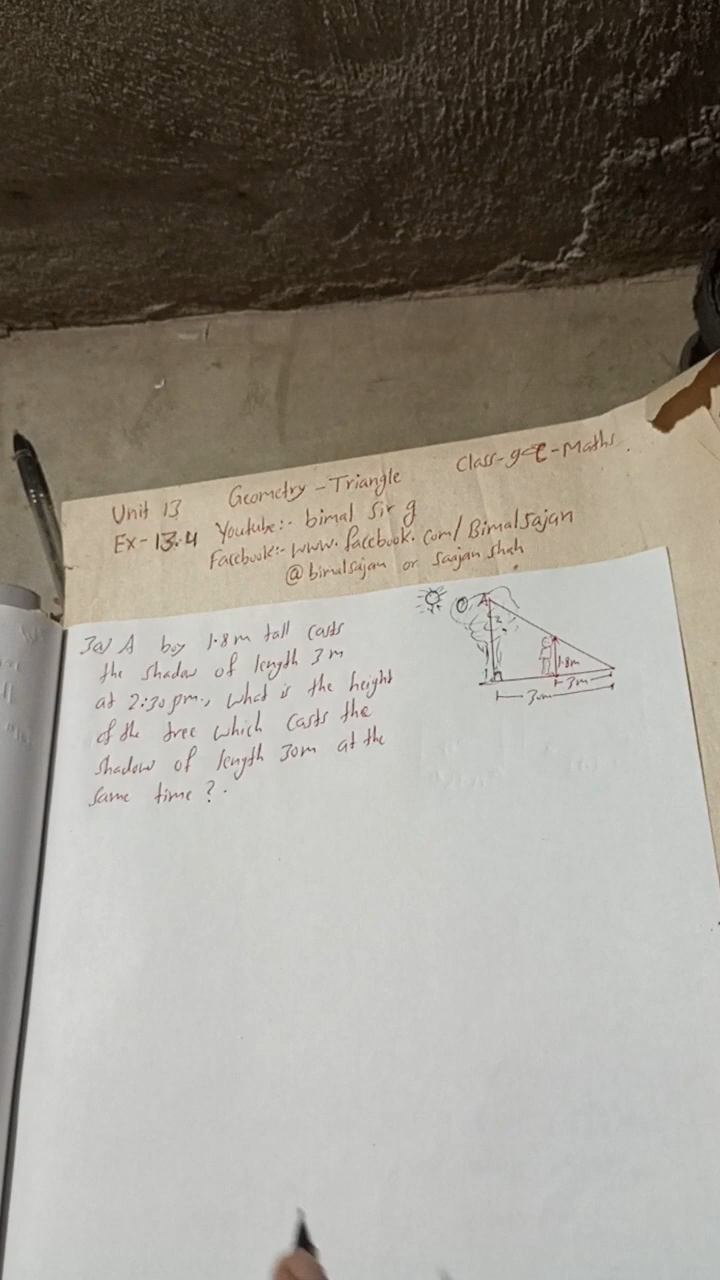 Unit 13 Geometry - Triangle Class - 9 - Maths.
Ex - 13.4 Youtube:- bimal Sir g
Facebook:- www.facebook.com/Bimalsajan
@bimalsajan or Saajan Shah
3a) A boy 1.8m tall casts
the shadow of length 3m
at 2:30 pm., what is the height
of the tree which casts the
shadow of length 30m at the
same time?.
A
?
1.8m
3m
30m